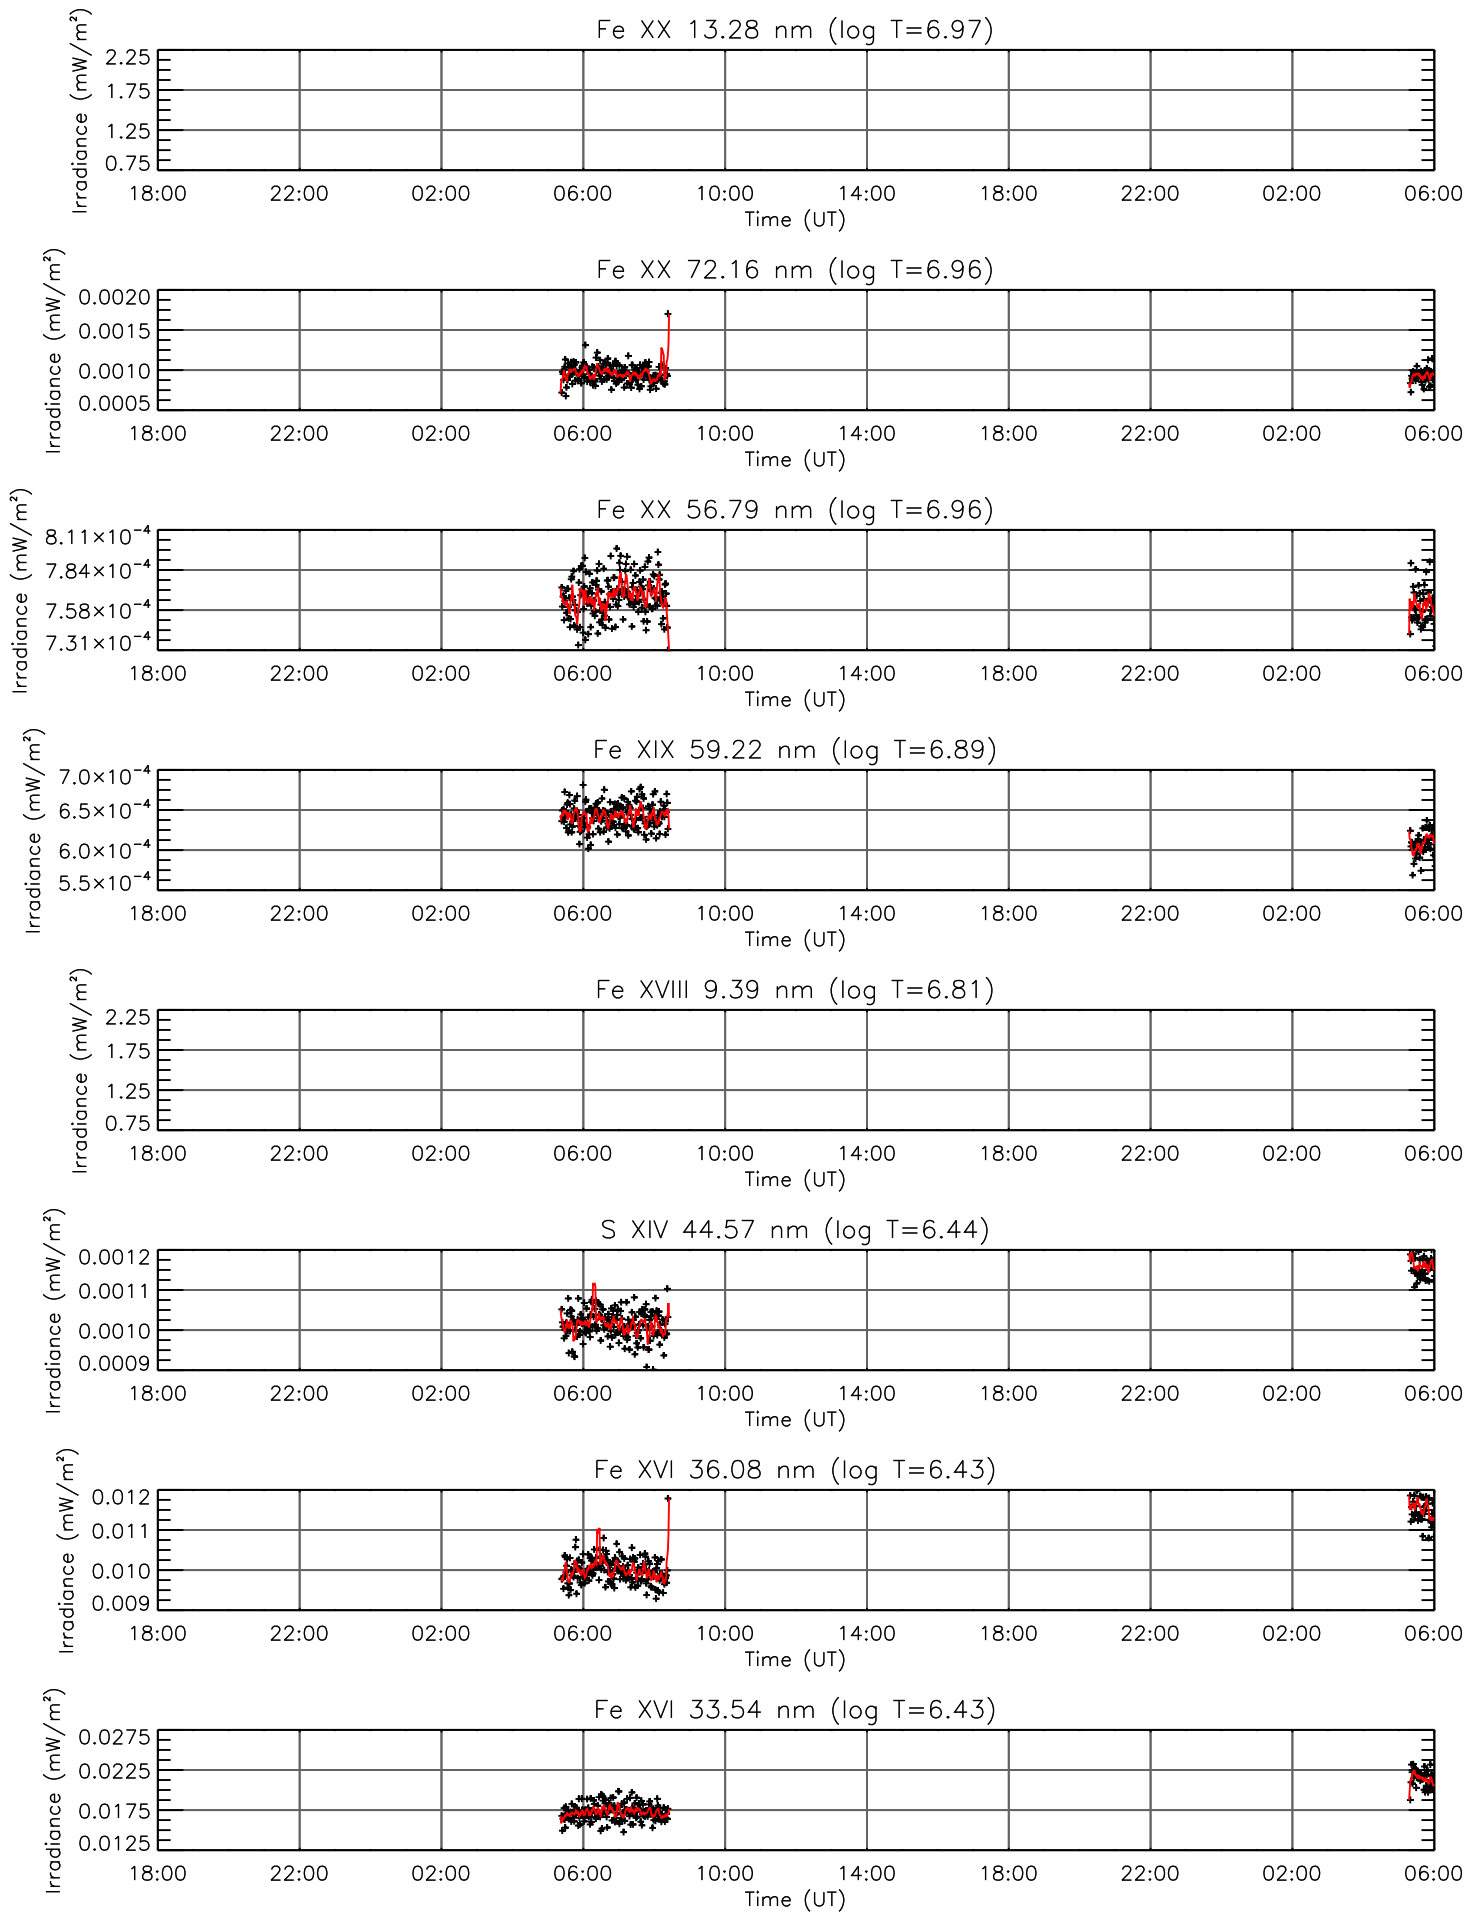 Fe XX 13.28 nm (log T=6.97)
Irradiance (mW/m²)
2.25
1.75
1.25
0.75
18:00 22:00 02:00 06:00 10:00 14:00 18:00 22:00 02:00 06:00
Time (UT)
Fe XX 72.16 nm (log T=6.96)
Irradiance (mW/m²)
0.0020
0.0015
0.0010
0.0005
18:00 22:00 02:00 06:00 10:00 14:00 18:00 22:00 02:00 06:00
Time (UT)
Fe XX 56.79 nm (log T=6.96)
Irradiance (mW/m²)
8.11×10⁻⁴
7.84×10⁻⁴
7.58×10⁻⁴
7.31×10⁻⁴
18:00 22:00 02:00 06:00 10:00 14:00 18:00 22:00 02:00 06:00
Time (UT)
Fe XIX 59.22 nm (log T=6.89)
Irradiance (mW/m²)
7.0×10⁻⁴
6.5×10⁻⁴
6.0×10⁻⁴
5.5×10⁻⁴
18:00 22:00 02:00 06:00 10:00 14:00 18:00 22:00 02:00 06:00
Time (UT)
Fe XVIII 9.39 nm (log T=6.81)
Irradiance (mW/m²)
2.25
1.75
1.25
0.75
18:00 22:00 02:00 06:00 10:00 14:00 18:00 22:00 02:00 06:00
Time (UT)
S XIV 44.57 nm (log T=6.44)
Irradiance (mW/m²)
0.0012
0.0011
0.0010
0.0009
18:00 22:00 02:00 06:00 10:00 14:00 18:00 22:00 02:00 06:00
Time (UT)
Fe XVI 36.08 nm (log T=6.43)
Irradiance (mW/m²)
0.012
0.011
0.010
0.009
18:00 22:00 02:00 06:00 10:00 14:00 18:00 22:00 02:00 06:00
Time (UT)
Fe XVI 33.54 nm (log T=6.43)
Irradiance (mW/m²)
0.0275
0.0225
0.0175
0.0125
18:00 22:00 02:00 06:00 10:00 14:00 18:00 22:00 02:00 06:00
Time (UT)